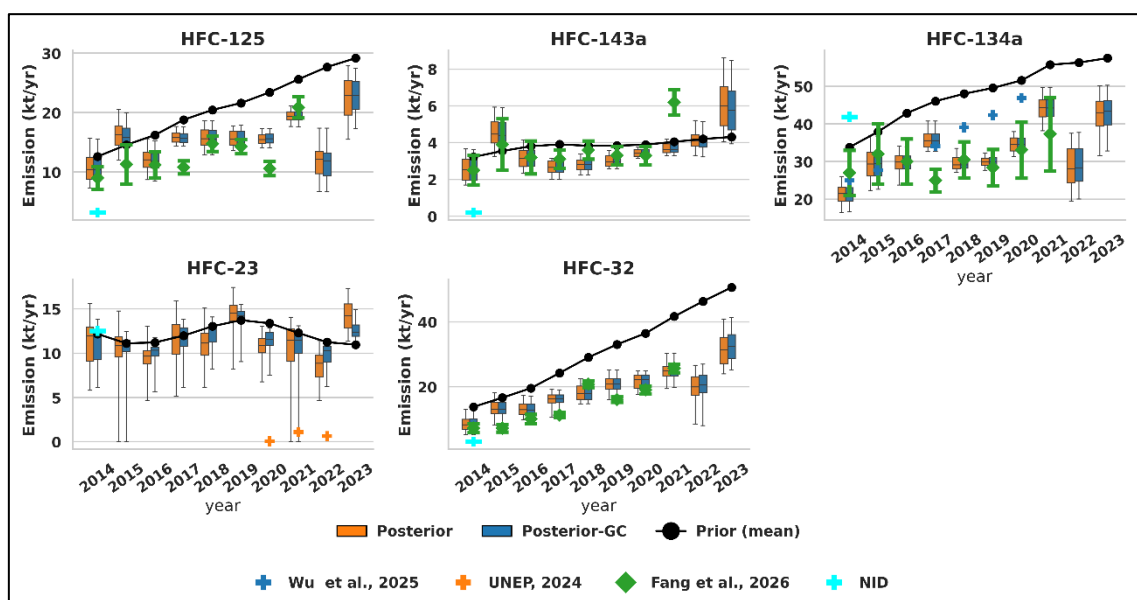 HFC-125
HFC-143a
HFC-134a
Emission (kt/yr)
30
20
10
Emission (kt/yr)
8
6
4
2
0
Emission (kt/yr)
50
40
30
20
2014
2015
2016
2017
2018
2019
2020
2021
2022
2023
year
HFC-23
HFC-32
Emission (kt/yr)
15
10
5
0
2014
2015
2016
2017
2018
2019
2020
2021
2022
2023
year
Emission (kt/yr)
40
20
2014
2015
2016
2017
2018
2019
2020
2021
2022
2023
year
Posterior
Posterior-GC
Prior (mean)
Wu et al., 2025
UNEP, 2024
Fang et al., 2026
NID